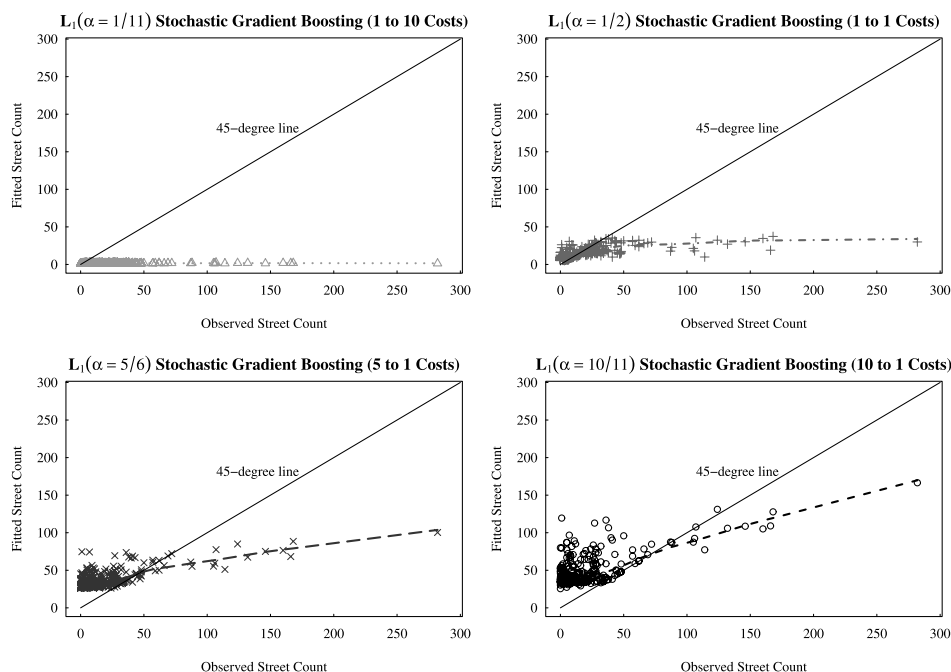 L1(α = 1/11) Stochastic Gradient Boosting (1 to 10 Costs)
300
250
200
150
100
50
0
Fitted Street Count
45−degree line
0 50 100 150 200 250 300
Observed Street Count
L1(α = 1/2) Stochastic Gradient Boosting (1 to 1 Costs)
300
250
200
150
100
50
0
Fitted Street Count
45−degree line
0 50 100 150 200 250 300
Observed Street Count
L1(α = 5/6) Stochastic Gradient Boosting (5 to 1 Costs)
300
250
200
150
100
50
0
Fitted Street Count
45−degree line
0 50 100 150 200 250 300
Observed Street Count
L1(α = 10/11) Stochastic Gradient Boosting (10 to 1 Costs)
300
250
200
150
100
50
0
Fitted Street Count
45−degree line
0 50 100 150 200 250 300
Observed Street Count